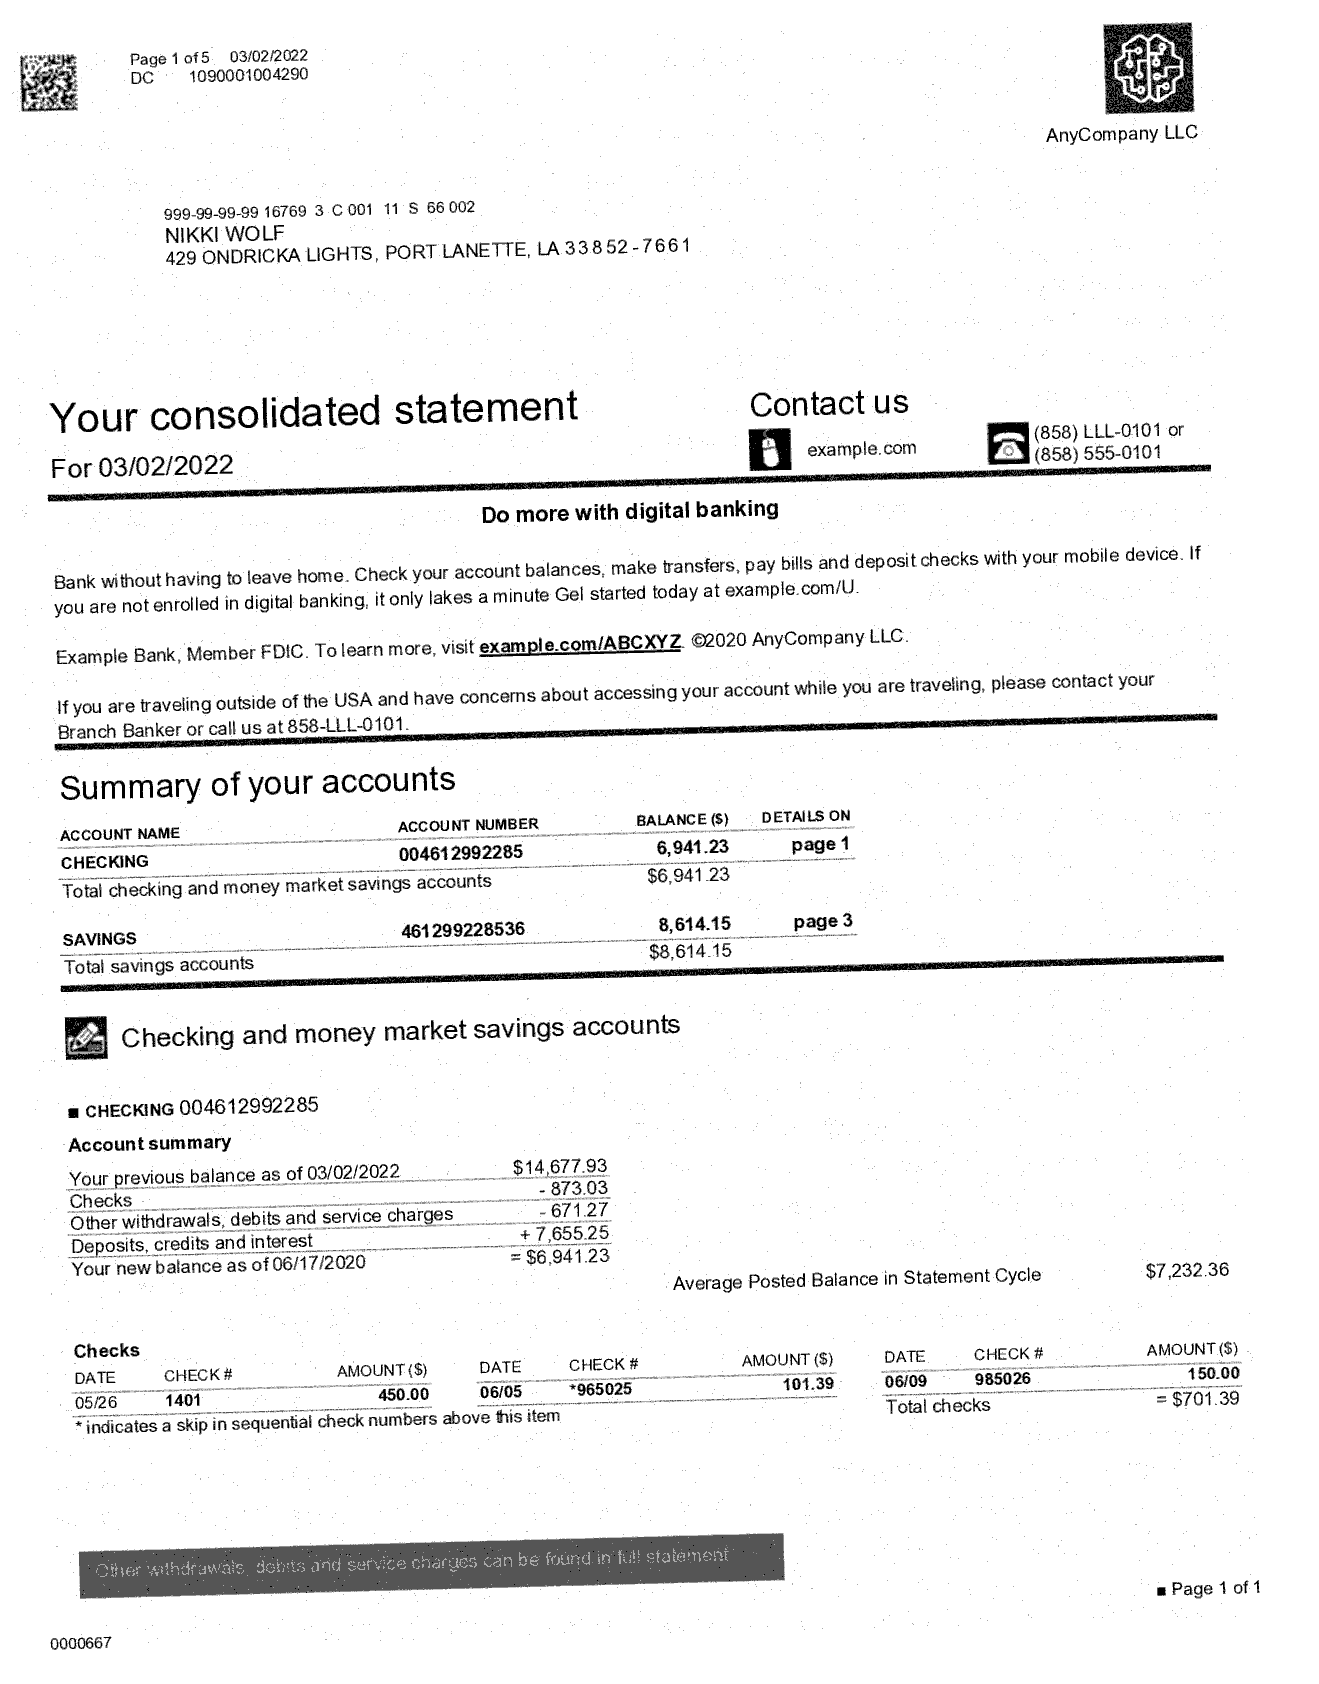 Page 1 of 5 03/02/2022
DC 1090001004290
AnyCompany LLC
999-99-99-99 16769 3 C 001 11 S 66 002
NIKKI WOLF
429 ONDRICKA LIGHTS, PORT LANETTE, LA 33852-7661
Your consolidated statement
For 03/02/2022
Contact us
example.com
(858) LLL-0101 or
(858) 555-0101
Do more with digital banking
Bank without having to leave home. Check your account balances, make transfers, pay bills and deposit checks with your mobile device. If
you are not enrolled in digital banking, it only lakes a minute Gel started today at example.com/U.
Example Bank, Member FDIC. To learn more, visit example.com/ABCXYZ. ©2020 AnyCompany LLC.
If you are traveling outside of the USA and have concerns about accessing your account while you are traveling, please contact your
Branch Banker or call us at 858-LLL-0101.
Summary of your accounts
ACCOUNT NAME ACCOUNT NUMBER BALANCE ($) DETAILS ON
CHECKING 004612992285 6,941.23 page 1
Total checking and money market savings accounts $6,941.23
SAVINGS 461299228536 8,614.15 page 3
Total savings accounts $8,614.15
Checking and money market savings accounts
■ CHECKING 004612992285
Account summary
Your previous balance as of 03/02/2022 $14,677.93
Checks - 873.03
Other withdrawals, debits and service charges - 671.27
Deposits, credits and interest + 7,655.25
Your new balance as of 06/17/2020 = $6,941.23
Average Posted Balance in Statement Cycle $7,232.36
Checks
DATE CHECK # AMOUNT ($) DATE CHECK # AMOUNT ($) DATE CHECK # AMOUNT ($)
05/26 1401 450.00 06/05 *965025 101.39 06/09 985026 150.00
* indicates a skip in sequential check numbers above this item Total checks = $701.39
Other withdrawals, debits and service charges can be found in full statement
■ Page 1 of 1
0000667